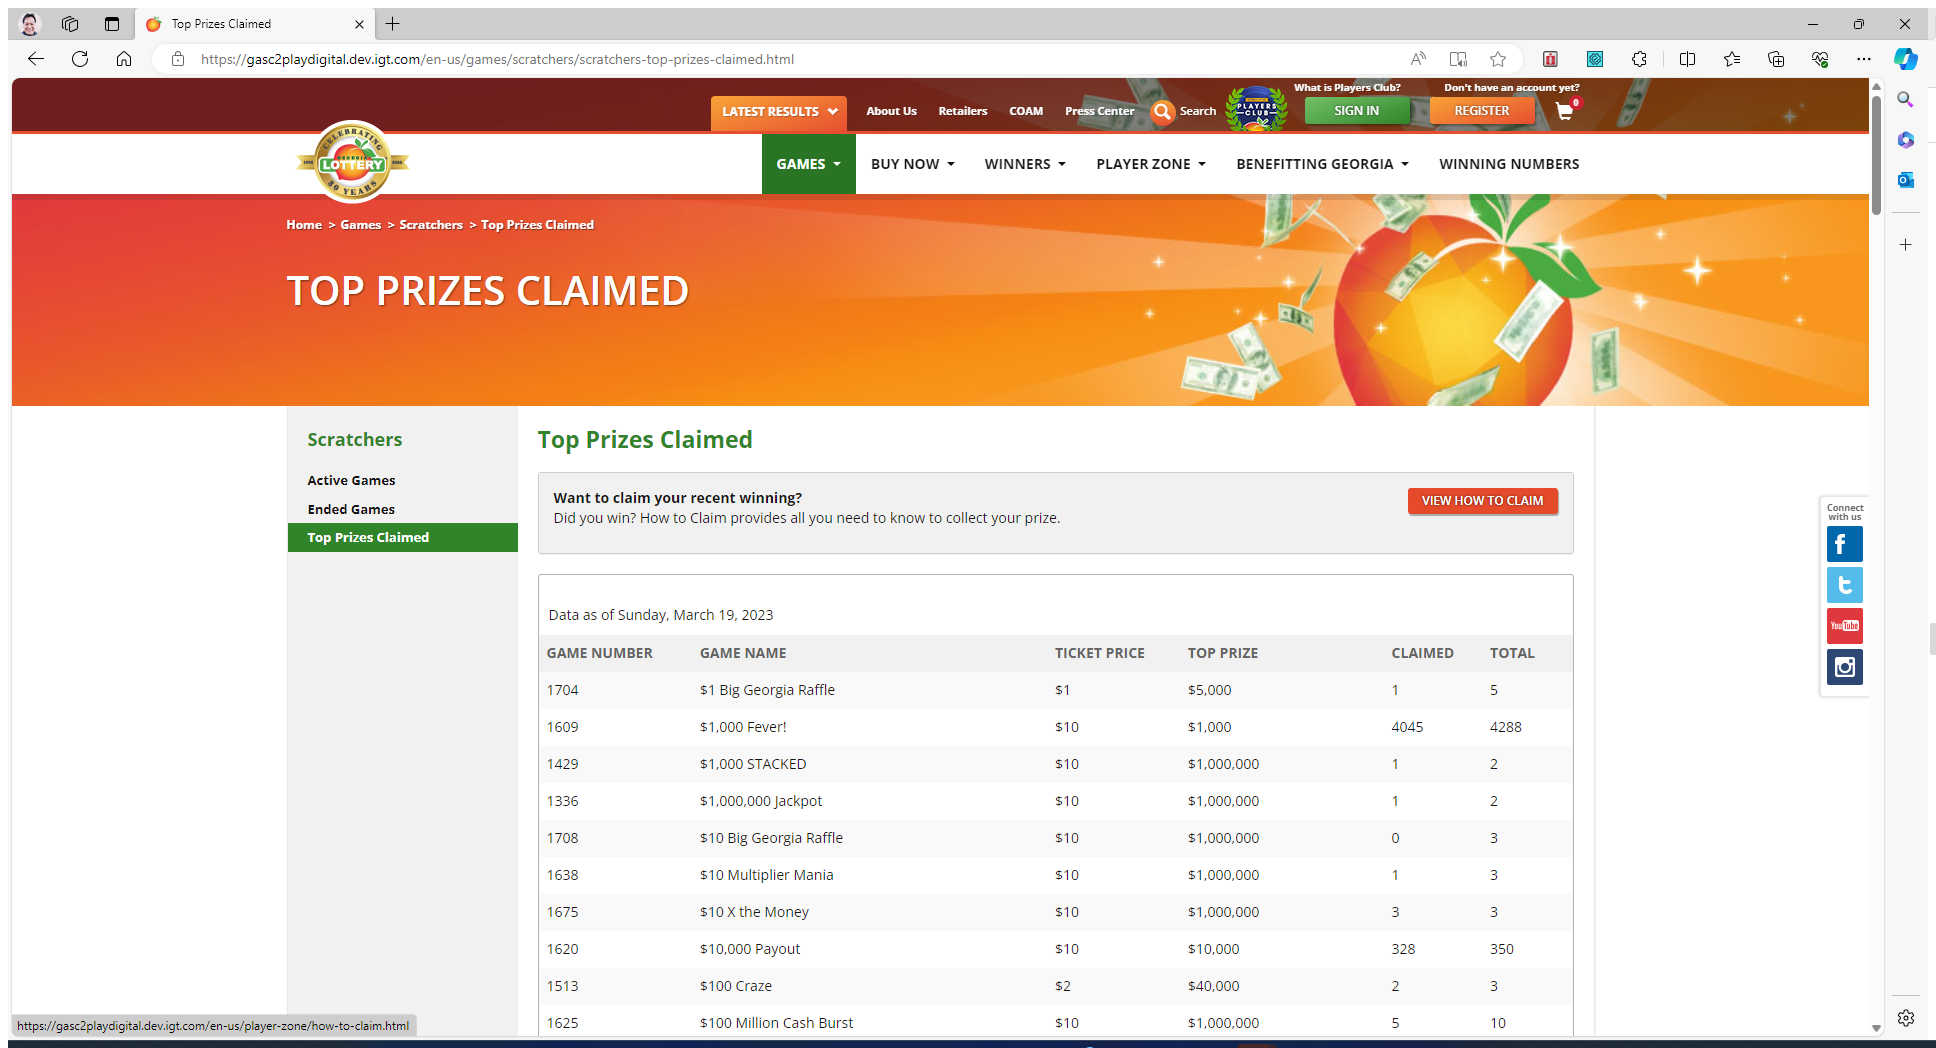 Top Prizes Claimed
https://gasc2playdigital.dev.igt.com/en-us/games/scratchers/scratchers-top-prizes-claimed.html
What is Players Club? Don't have an account yet?
LATEST RESULTS About Us Retailers COAM Press Center Search PLAYERS CLUB SIGN IN REGISTER 0
CELEBRATING
GEORGIA
LOTTERY
30 YEARS
GAMES BUY NOW WINNERS PLAYER ZONE BENEFITTING GEORGIA WINNING NUMBERS
Home > Games > Scratchers > Top Prizes Claimed
TOP PRIZES CLAIMED
Scratchers
Active Games
Ended Games
Top Prizes Claimed
Top Prizes Claimed
Want to claim your recent winning?
Did you win? How to Claim provides all you need to know to collect your prize.
VIEW HOW TO CLAIM
Connect
with us
You Tube
Data as of Sunday, March 19, 2023
GAME NUMBER GAME NAME TICKET PRICE TOP PRIZE CLAIMED TOTAL
1704 $1 Big Georgia Raffle $1 $5,000 1 5
1609 $1,000 Fever! $10 $1,000 4045 4288
1429 $1,000 STACKED $10 $1,000,000 1 2
1336 $1,000,000 Jackpot $10 $1,000,000 1 2
1708 $10 Big Georgia Raffle $10 $1,000,000 0 3
1638 $10 Multiplier Mania $10 $1,000,000 1 3
1675 $10 X the Money $10 $1,000,000 3 3
1620 $10,000 Payout $10 $10,000 328 350
1513 $100 Craze $2 $40,000 2 3
1625 $100 Million Cash Burst $10 $1,000,000 5 10
https://gasc2playdigital.dev.igt.com/en-us/player-zone/how-to-claim.html